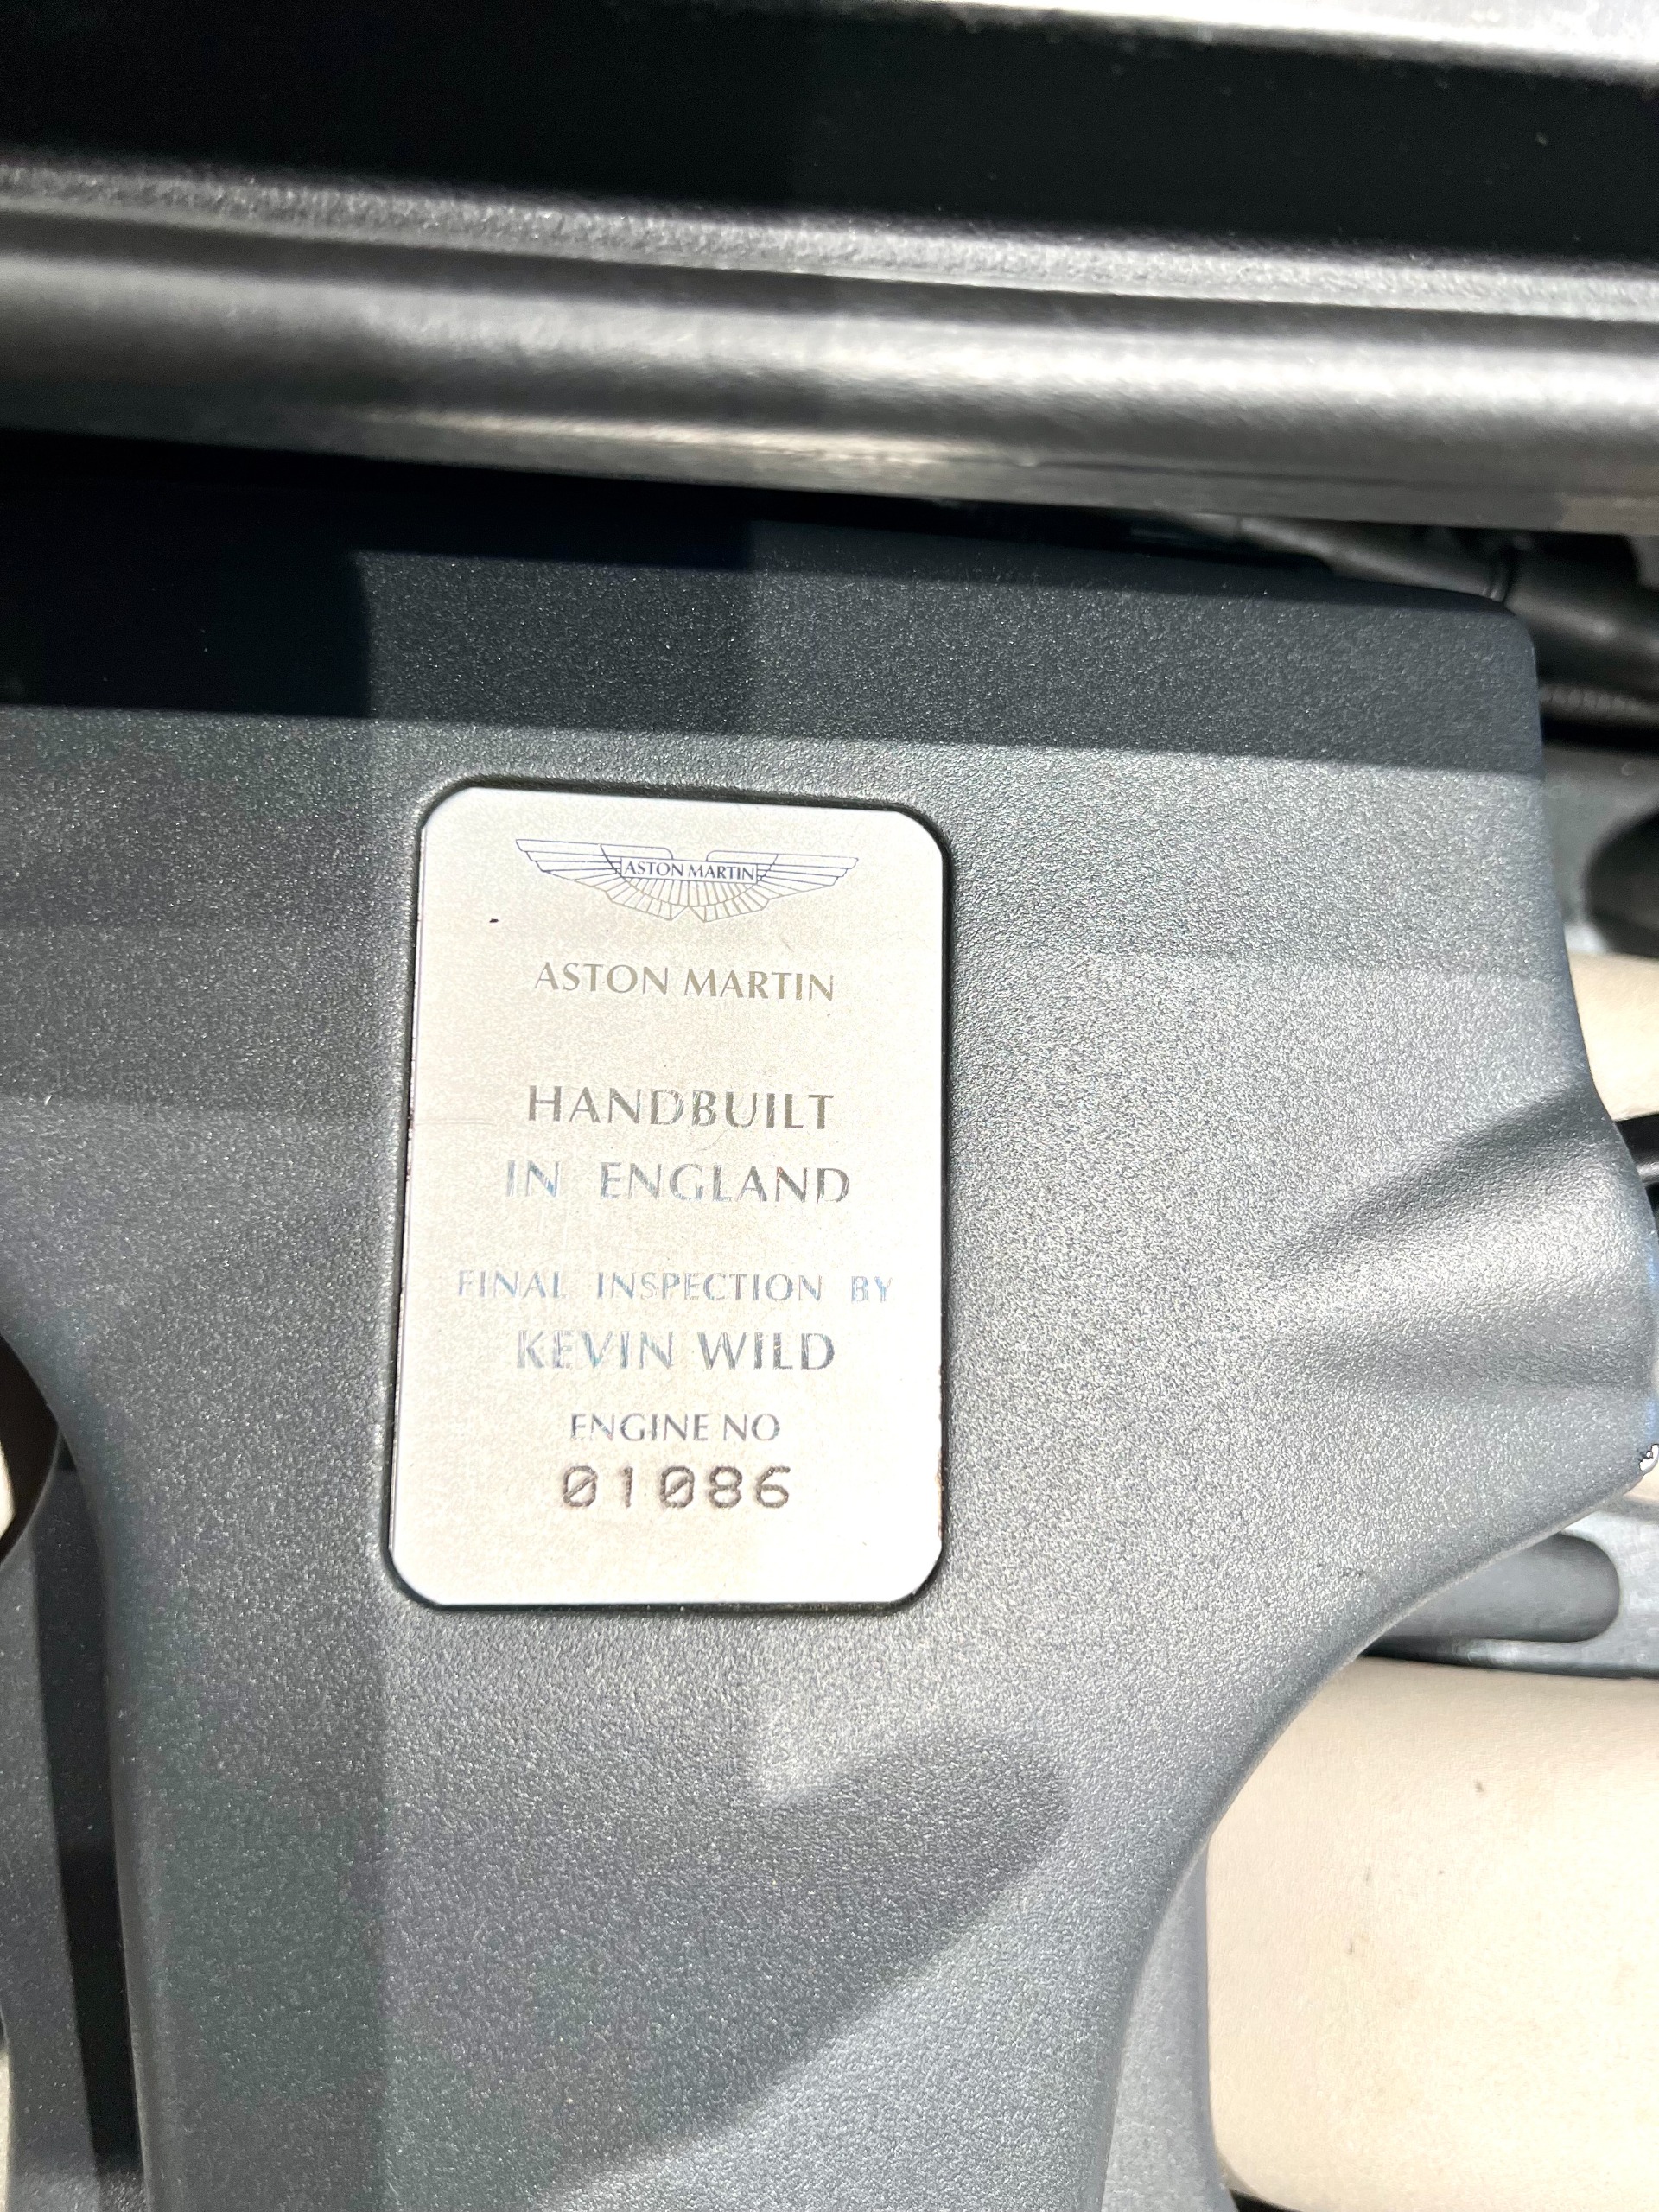 ASTON MARTIN
ASTON MARTIN
HANDBUILT
IN ENGLAND
FINAL INSPECTION BY
KEVIN WILD
ENGINE NO
01086